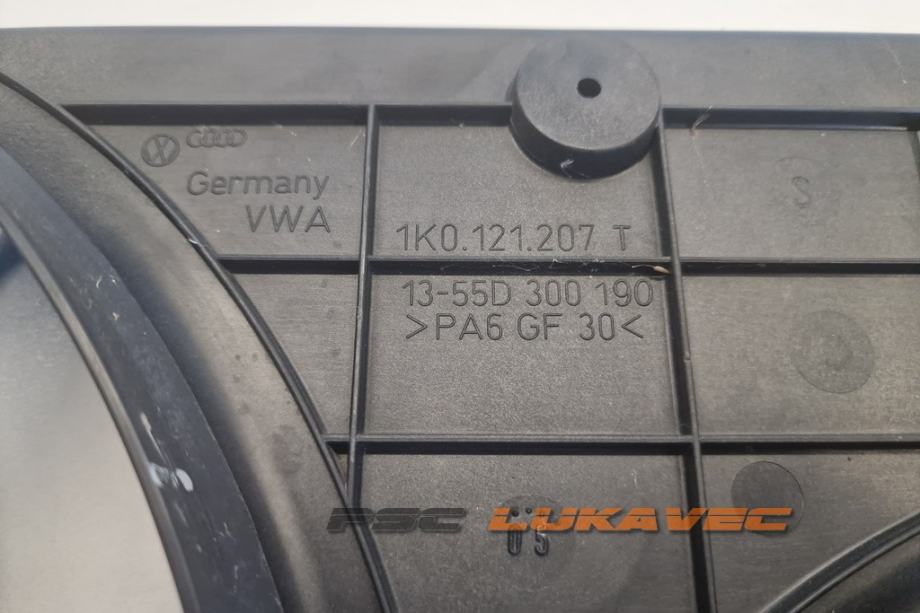 Germany
VWA
1K0.121.207 T
S
13-55D 300 190
>PA6 GF 30<
PSC LUKAVEC